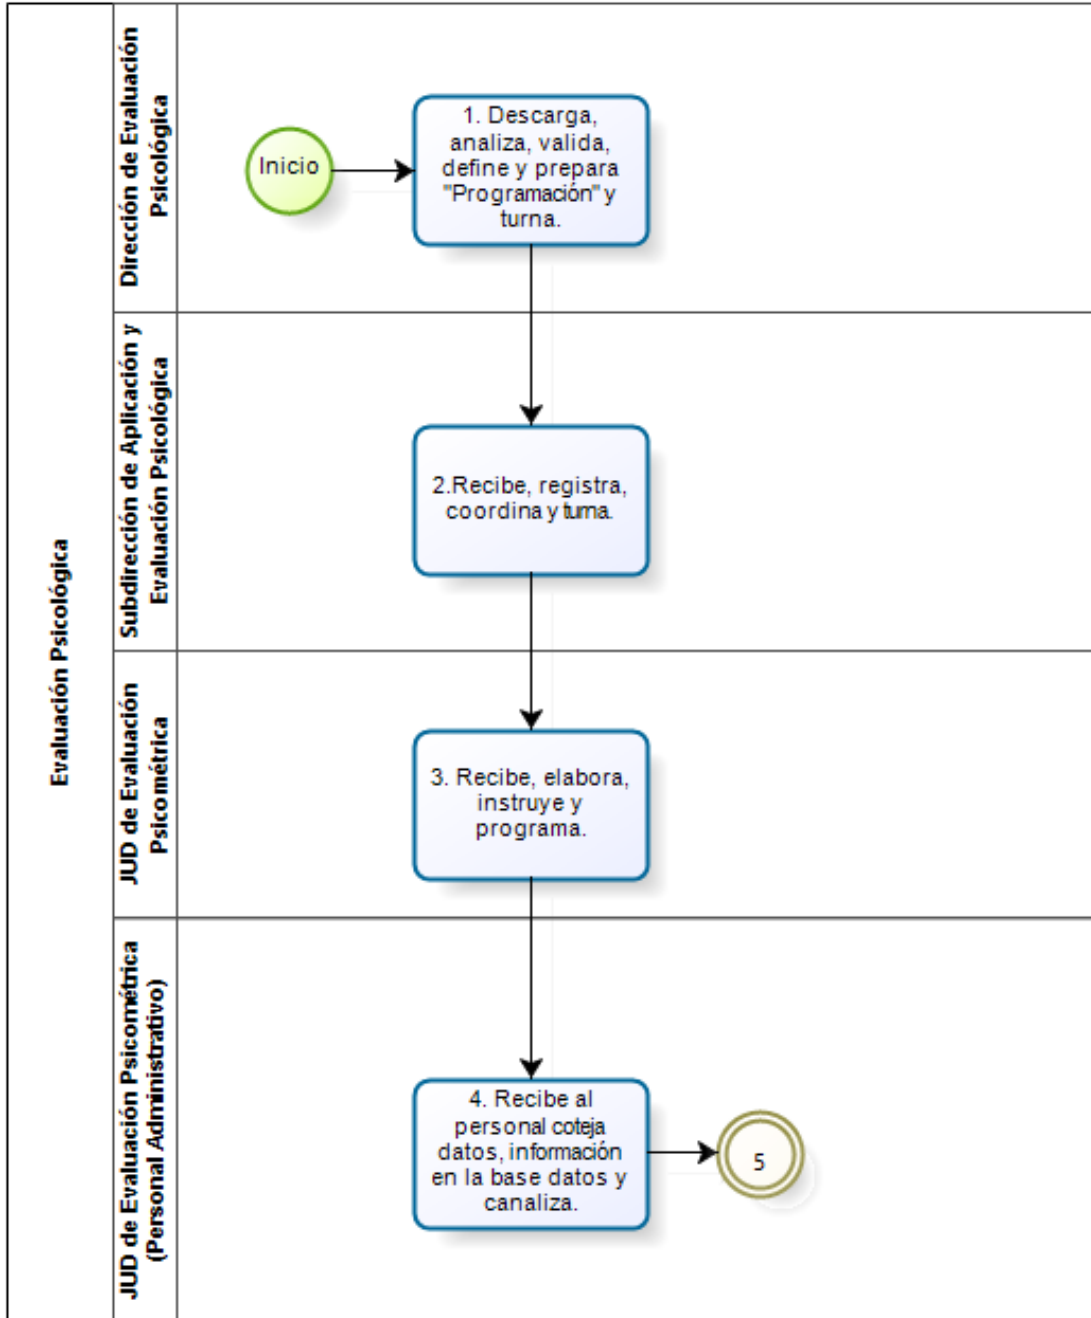 Evaluación Psicológica
Dirección de Evaluación
Psicológica
Inicio
1. Descarga,
analiza, valida,
define y prepara
"Programación" y
turna.
Subdirección de Aplicación y
Evaluación Psicológica
2.Recibe, registra,
coordina y turna.
JUD de Evaluación
Psicométrica
3. Recibe, elabora,
instruye y
programa.
JUD de Evaluación Psicométrica
(Personal Administrativo)
4. Recibe al
personal coteja
datos, información
en la base datos y
canaliza.
5